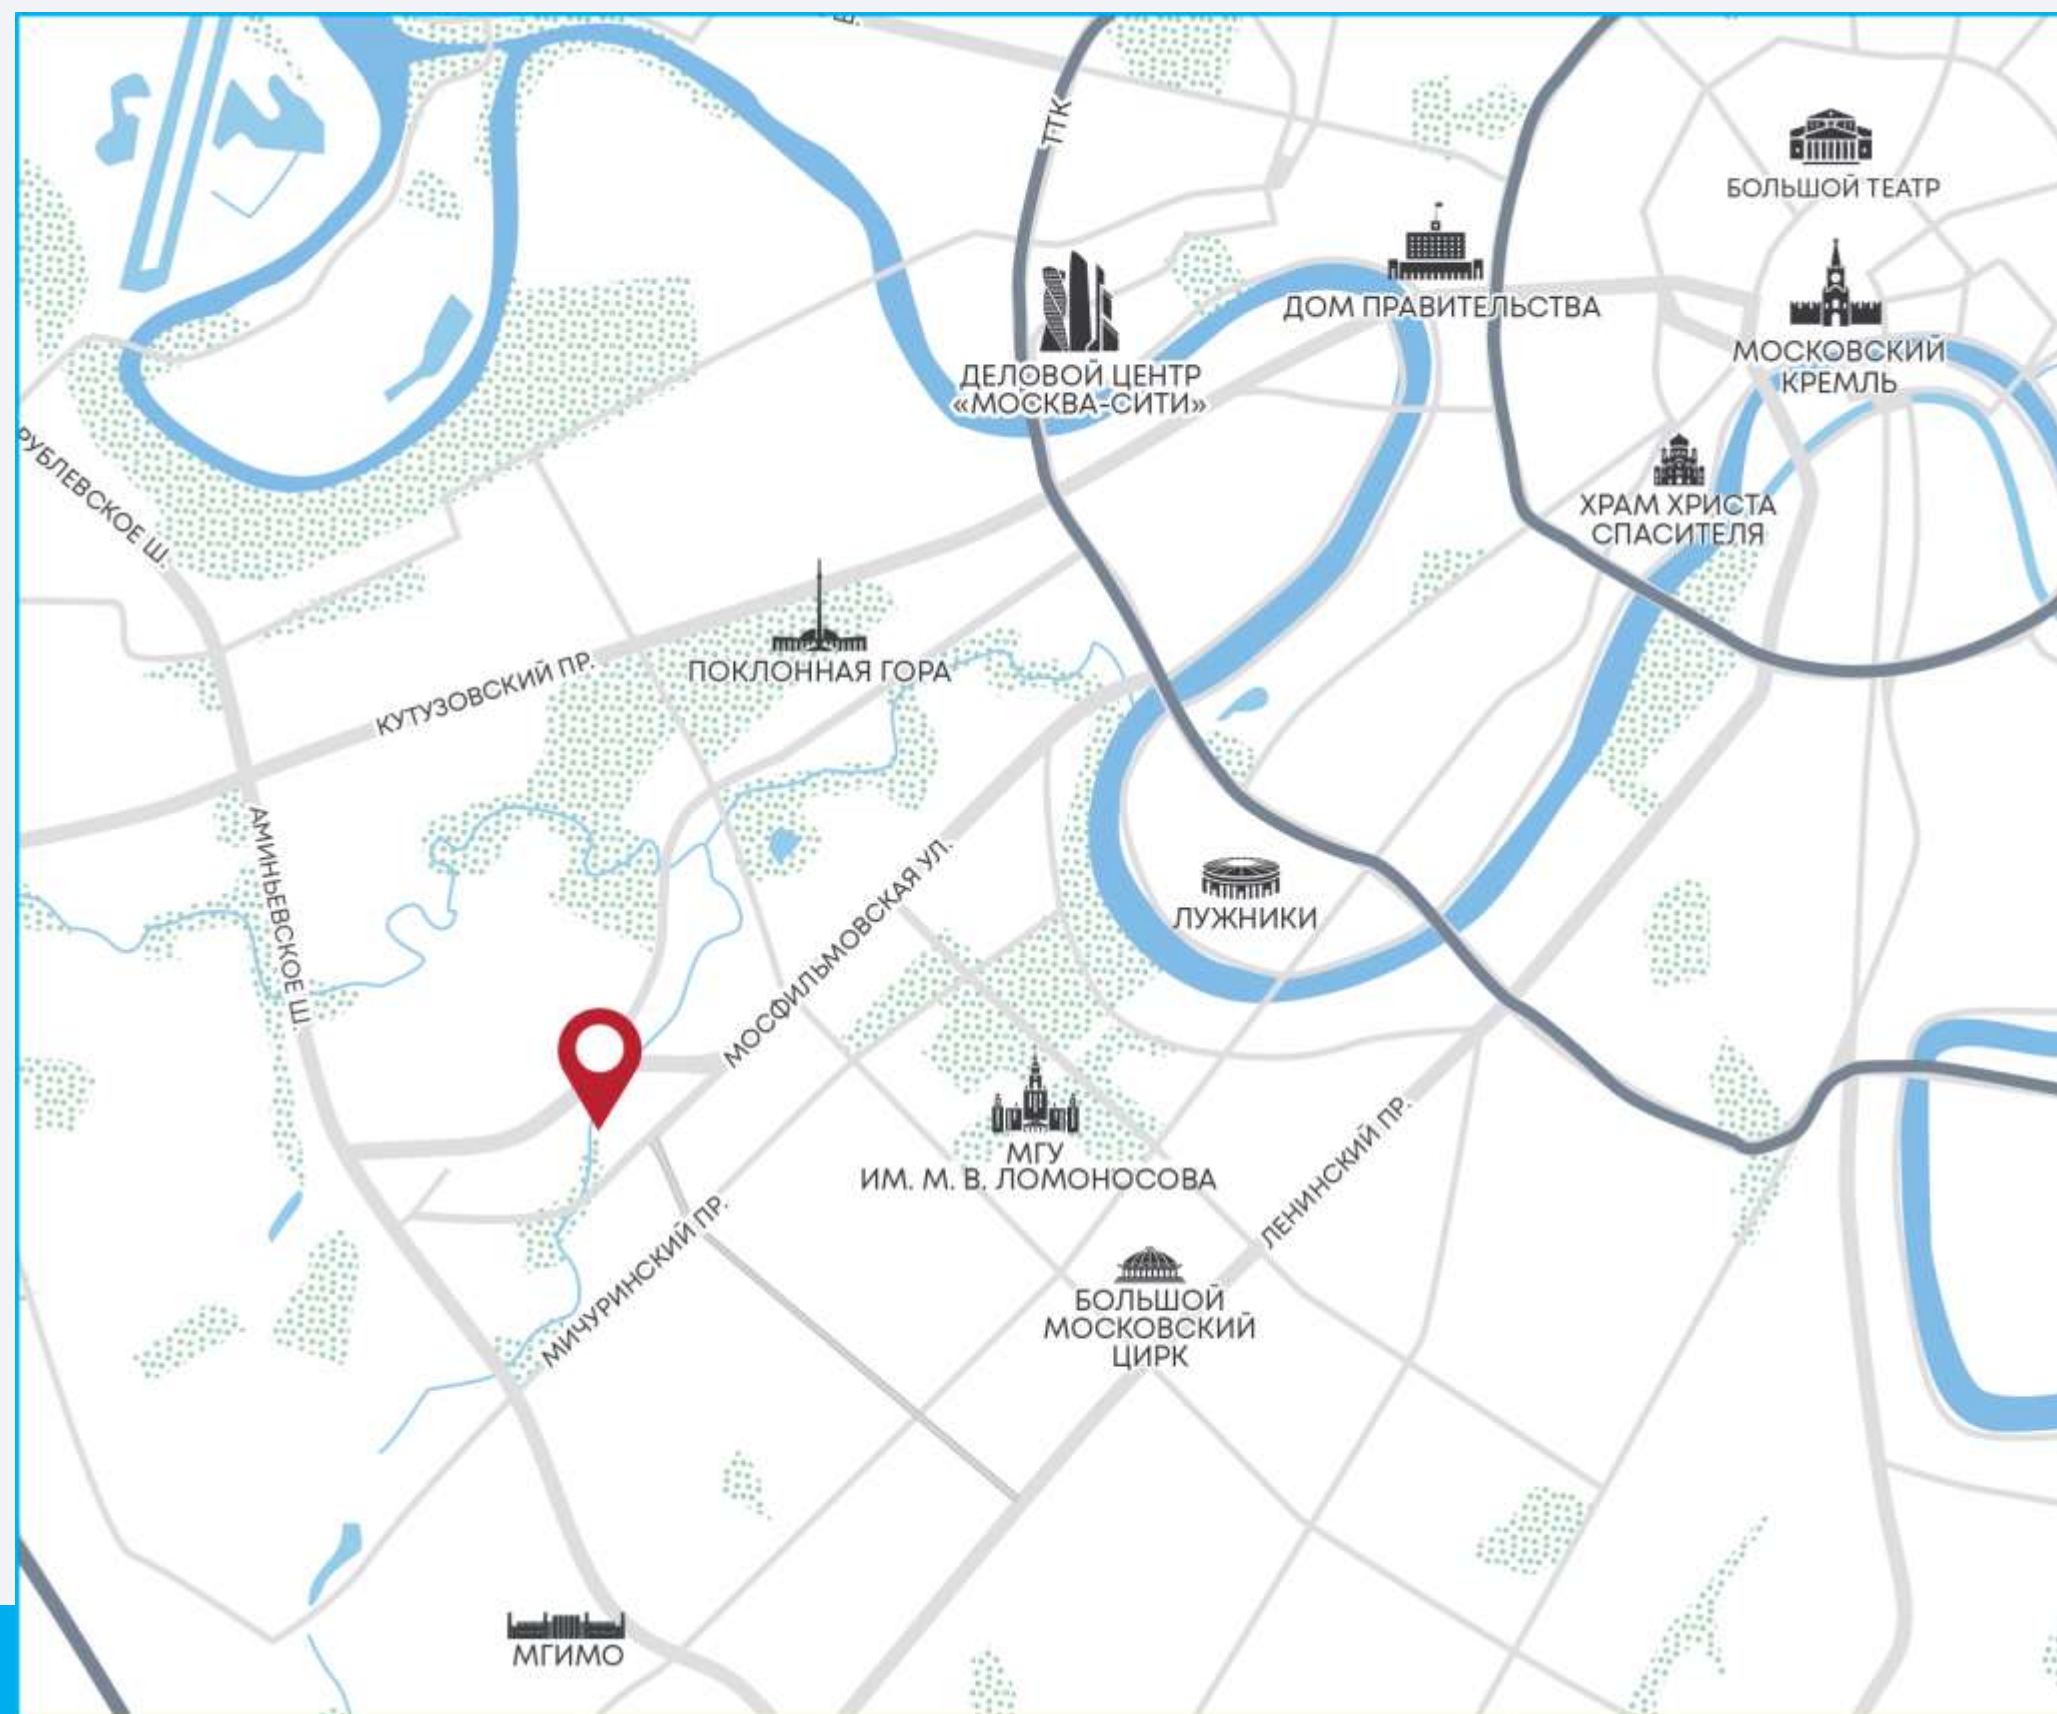 ТТК
БОЛЬШОЙ ТЕАТР
ДОМ ПРАВИТЕЛЬСТВА
МОСКОВСКИЙ
КРЕМЛЬ
ДЕЛОВОЙ ЦЕНТР
«МОСКВА-СИТИ»
РУБЛЕВСКОЕ Ш.
ХРАМ ХРИСТА
СПАСИТЕЛЯ
ПОКЛОННАЯ ГОРА
КУТУЗОВСКИЙ ПР.
АМИНЬЕВСКОЕ Ш.
МОСФИЛЬМОВСКАЯ УЛ.
ЛУЖНИКИ
МГУ
ИМ. М. В. ЛОМОНОСОВА
ЛЕНИНСКИЙ ПР.
МИЧУРИНСКИЙ ПР.
БОЛЬШОЙ
МОСКОВСКИЙ
ЦИРК
МГИМО